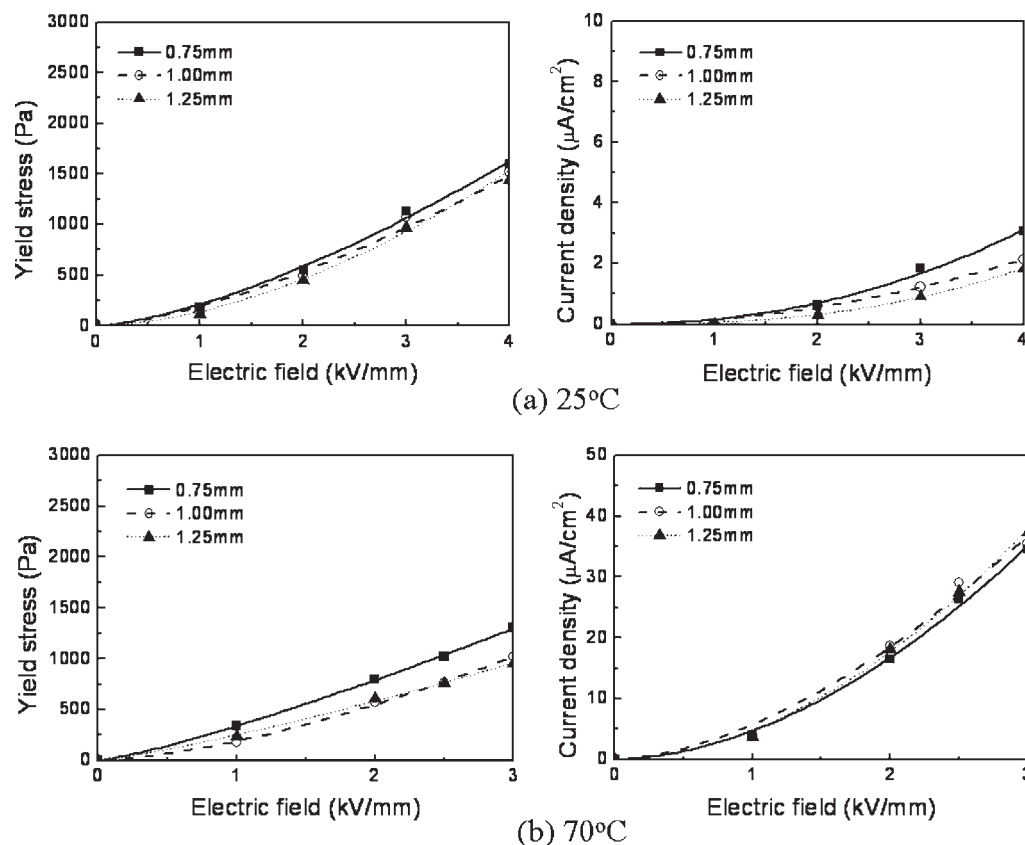 3000
2500
2000
1500
1000
500
0
Yield stress (Pa)
0.75mm
1.00mm
1.25mm
0 1 2 3 4
Electric field (kV/mm)
10
8
6
4
2
0
Current density (μA/cm²)
0.75mm
1.00mm
1.25mm
0 1 2 3 4
Electric field (kV/mm)
(a) 25°C
3000
2500
2000
1500
1000
500
0
Yield stress (Pa)
0.75mm
1.00mm
1.25mm
0 1 2 3
Electric field (kV/mm)
50
40
30
20
10
0
Current density (μA/cm²)
0.75mm
1.00mm
1.25mm
0 1 2 3
Electric field (kV/mm)
(b) 70°C